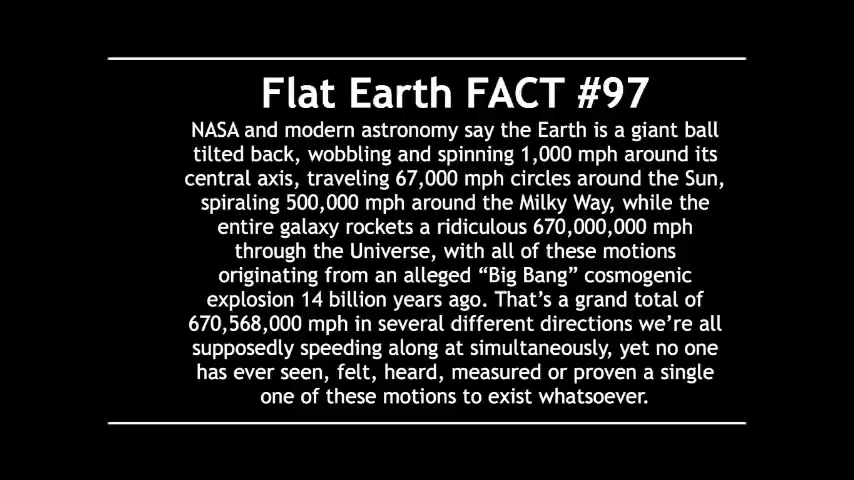 Flat Earth FACT #97
NASA and modern astronomy say the Earth is a giant ball
tilted back, wobbling and spinning 1,000 mph around its
central axis, traveling 67,000 mph circles around the Sun,
spiraling 500,000 mph around the Milky Way, while the
entire galaxy rockets a ridiculous 670,000,000 mph
through the Universe, with all of these motions
originating from an alleged “Big Bang” cosmogenic
explosion 14 billion years ago. That’s a grand total of
670,568,000 mph in several different directions we’re all
supposedly speeding along at simultaneously, yet no one
has ever seen, felt, heard, measured or proven a single
one of these motions to exist whatsoever.